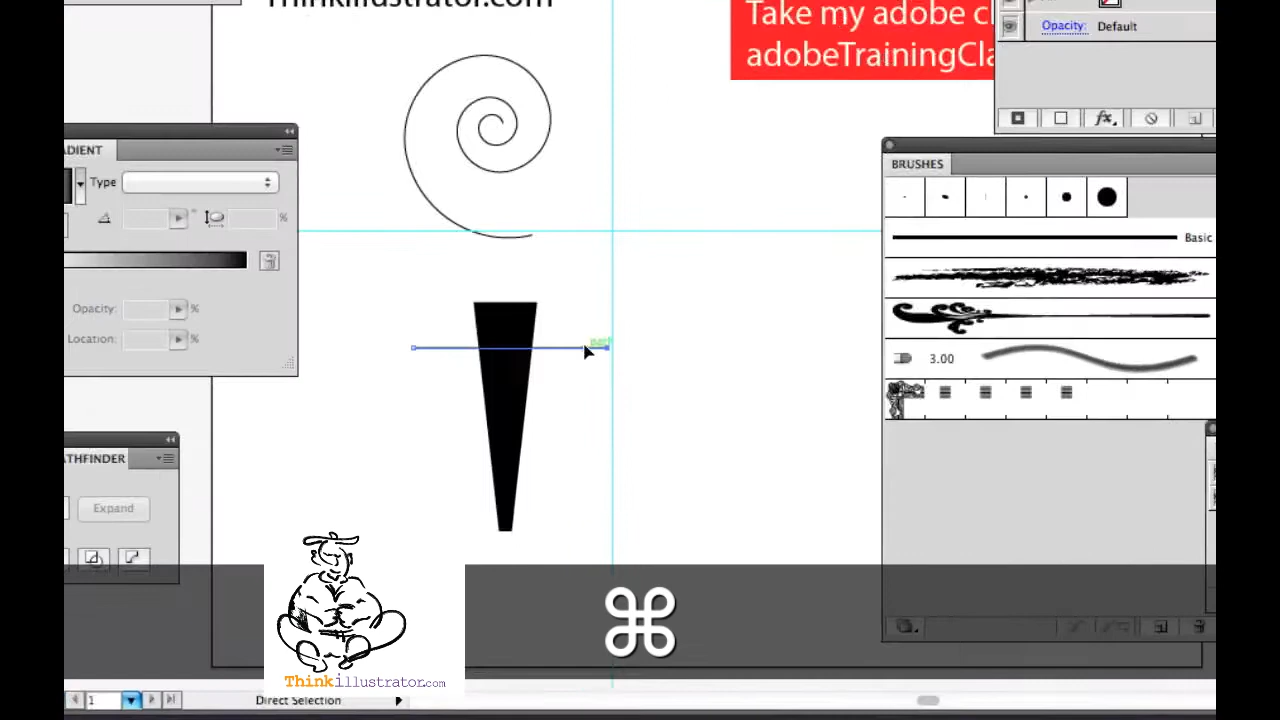 Thinkillustrator.com
Take my adobe cl
adobeTrainingCla
Opacity: Default
fx
ADIENT
Type
%
BRUSHES
Basic
Opacity: %
Location: %
3.00
ATHFINDER
Expand
⌘
Thinkillustrator.com
1
Direct Selection